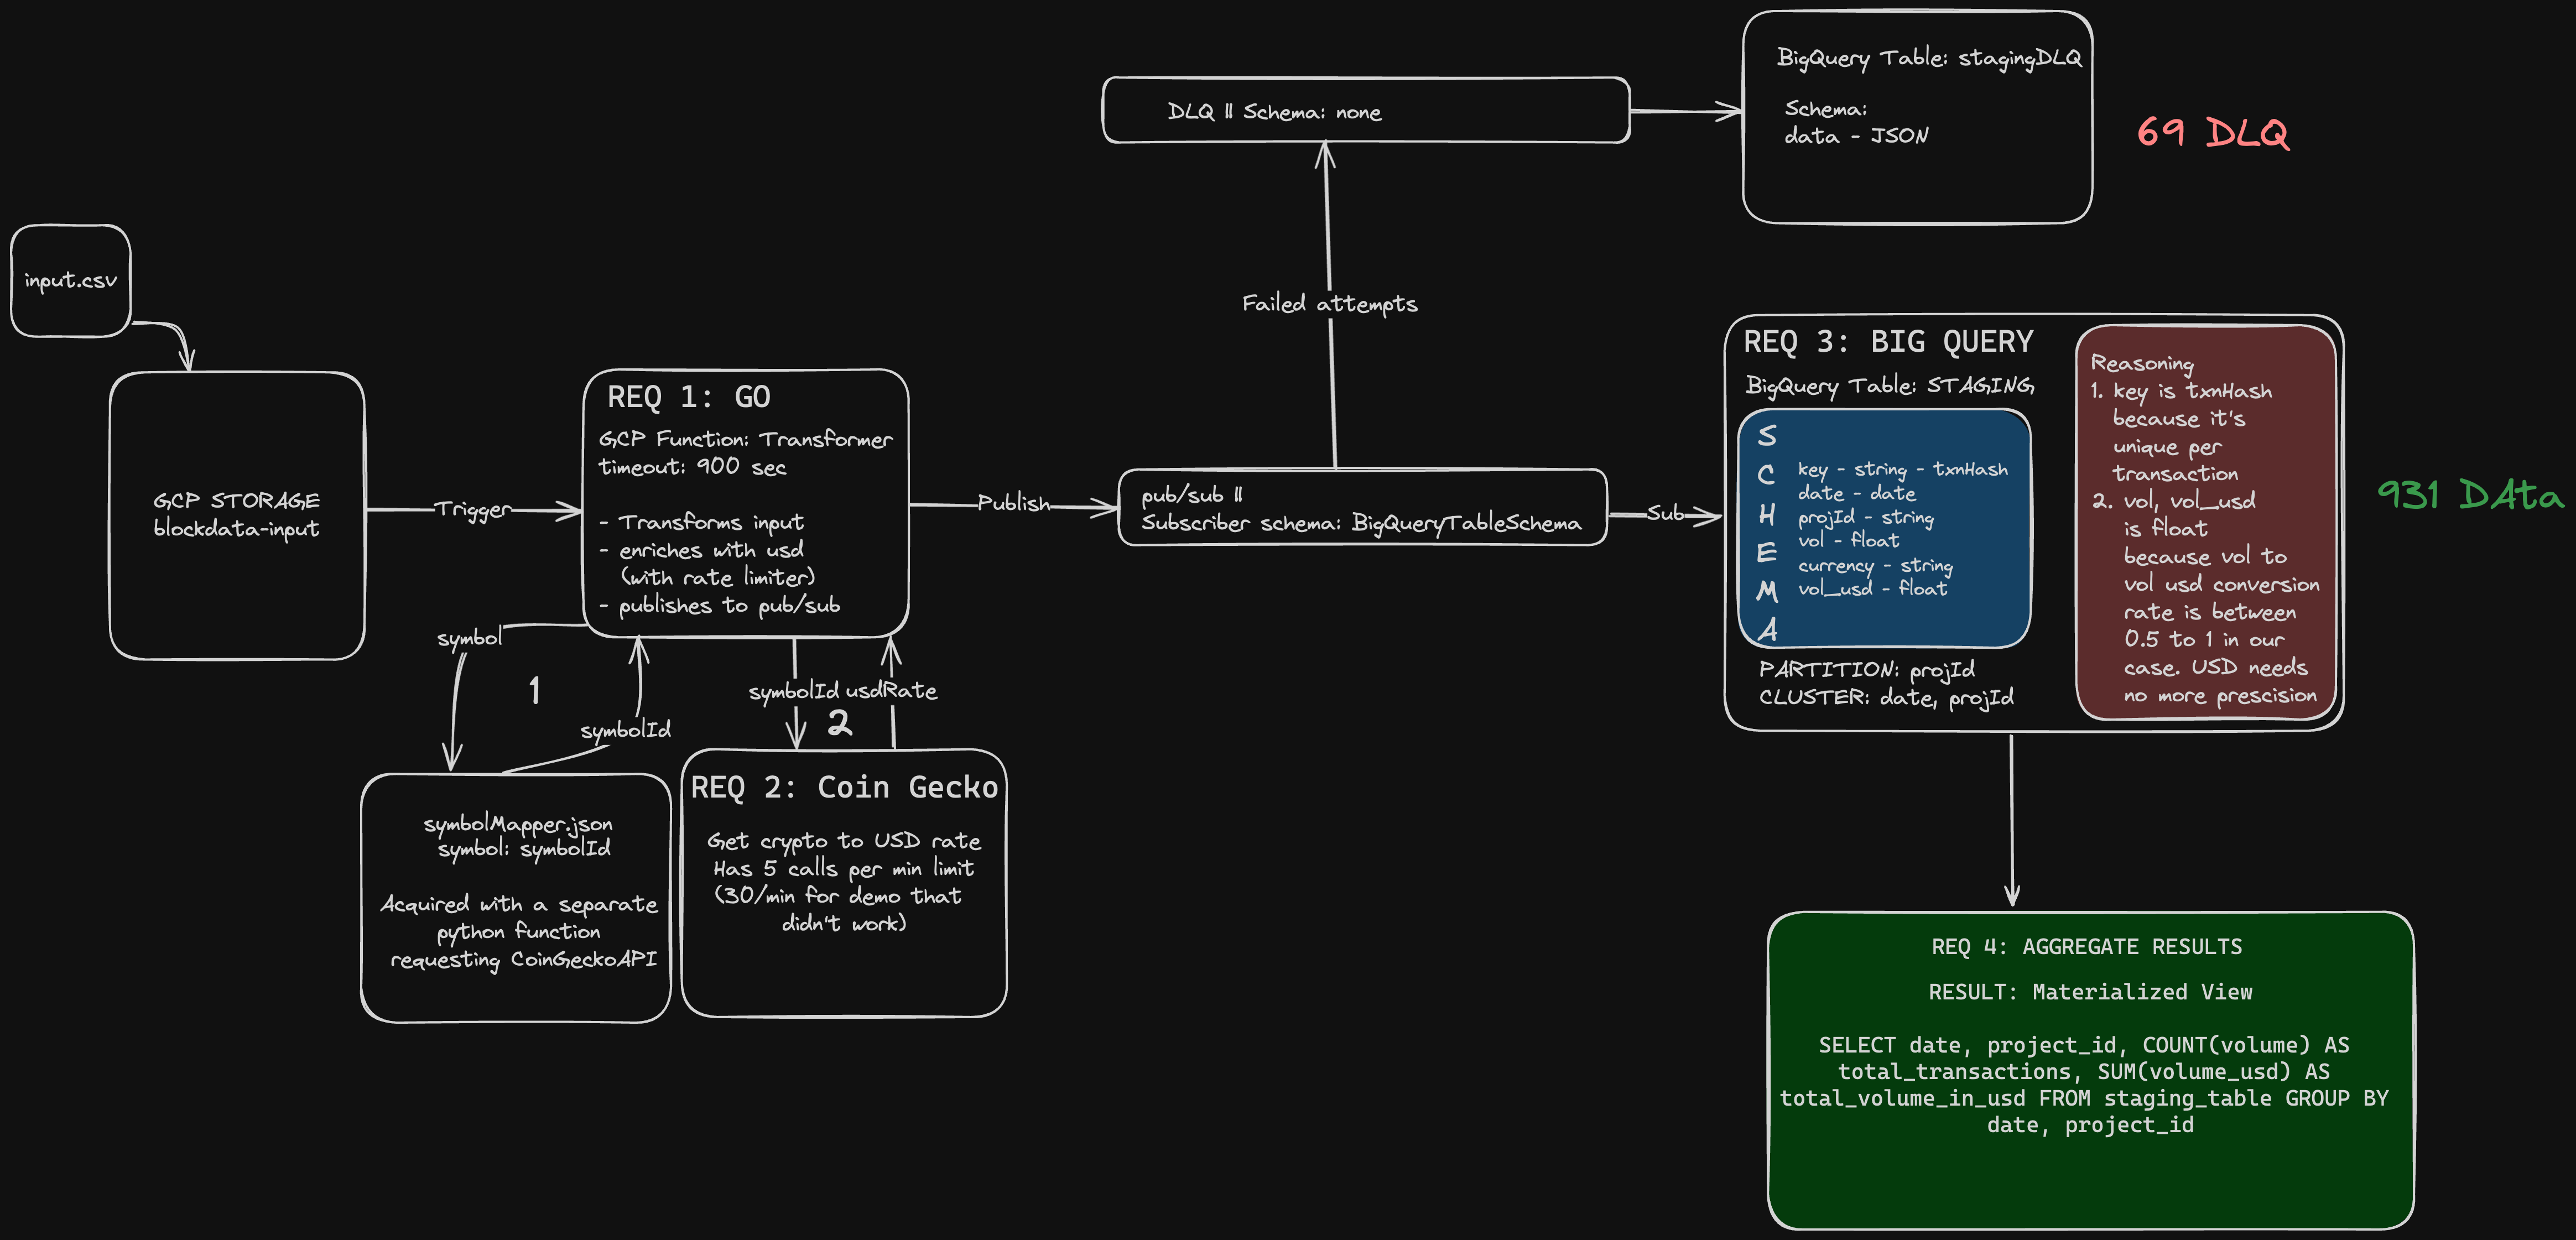 BigQuery Table: stagingDLQ
Schema:
data - JSON
69 DLQ
DLQ || Schema: none
Failed attempts
input.csv
GCP STORAGE
blockdata-input
Trigger
REQ 1: GO
GCP Function: Transformer
timeout: 900 sec
- Transforms input
- enriches with usd
(with rate limiter)
- publishes to pub/sub
Publish
pub/sub ||
Subscriber schema: BigQueryTableSchema
Sub
REQ 3: BIG QUERY
BigQuery Table: STAGING
S
C
H
E
M
A
key - string - txnHash
date - date
projId - string
vol - float
currency - string
vol_usd - float
PARTITION: projId
CLUSTER: date, projId
Reasoning
1. key is txnHash
because it's
unique per
transaction
2. vol, vol_usd
is float
because vol to
vol usd conversion
rate is between
0.5 to 1 in our
case. USD needs
no more prescision
931 DAta
symbol
1
symbolId
symbolId
usdRate
2
symbolMapper.json
symbol: symbolId
Acquired with a separate
python function
requesting CoinGeckoAPI
REQ 2: Coin Gecko
Get crypto to USD rate
Has 5 calls per min limit
(30/min for demo that
didn't work)
REQ 4: AGGREGATE RESULTS
RESULT: Materialized View
SELECT date, project_id, COUNT(volume) AS
total_transactions, SUM(volume_usd) AS
total_volume_in_usd FROM staging_table GROUP BY
date, project_id